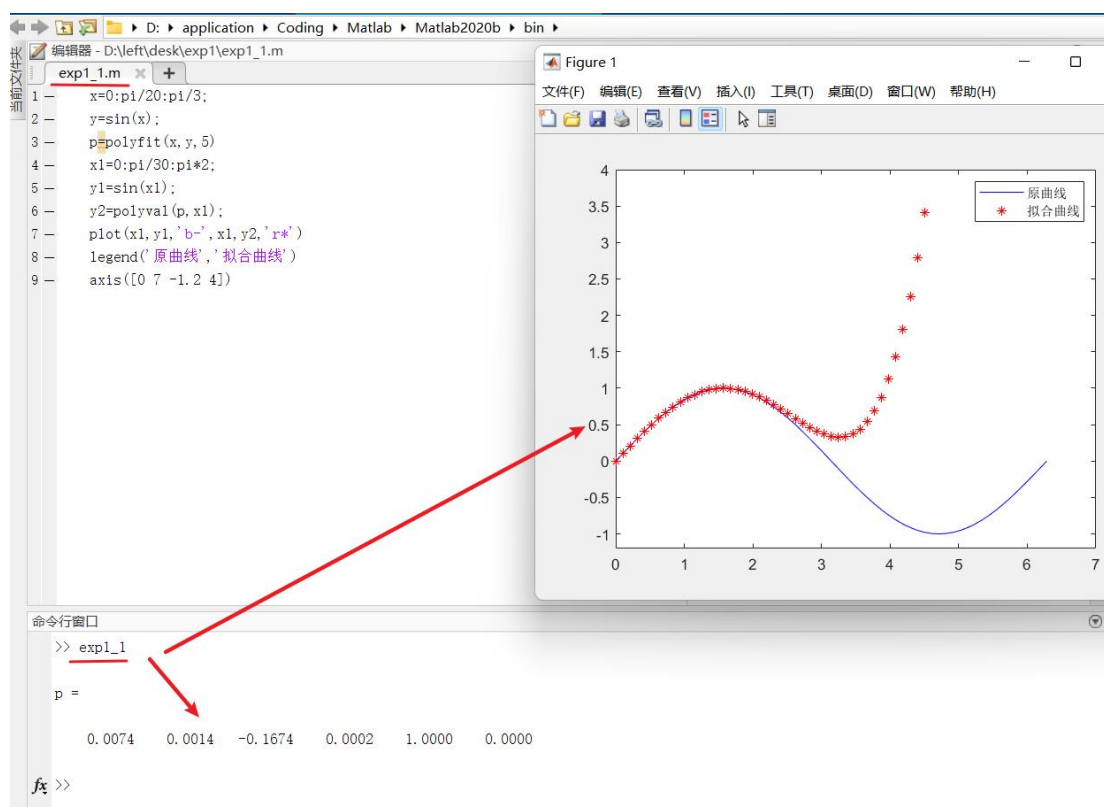 D: application Coding Matlab Matlab2020b bin
当前文件夹
编辑器 - D:\left\desk\exp1\exp1_1.m
exp1_1.m × +
1 — x=0:pi/20:pi/3;
2 — y=sin(x);
3 — p=polyfit(x,y,5)
4 — x1=0:pi/30:pi*2;
5 — y1=sin(x1);
6 — y2=polyval(p,x1);
7 — plot(x1,y1,'b-',x1,y2,'r*')
8 — legend('原曲线','拟合曲线')
9 — axis([0 7 -1.2 4])
Figure 1
文件(F) 编辑(E) 查看(V) 插入(I) 工具(T) 桌面(D) 窗口(W) 帮助(H)
原曲线
拟合曲线
4
3.5
3
2.5
2
1.5
1
0.5
0
-0.5
-1
0 1 2 3 4 5 6 7
命令行窗口
>> exp1_1
p =
0.0074 0.0014 -0.1674 0.0002 1.0000 0.0000
fx >>